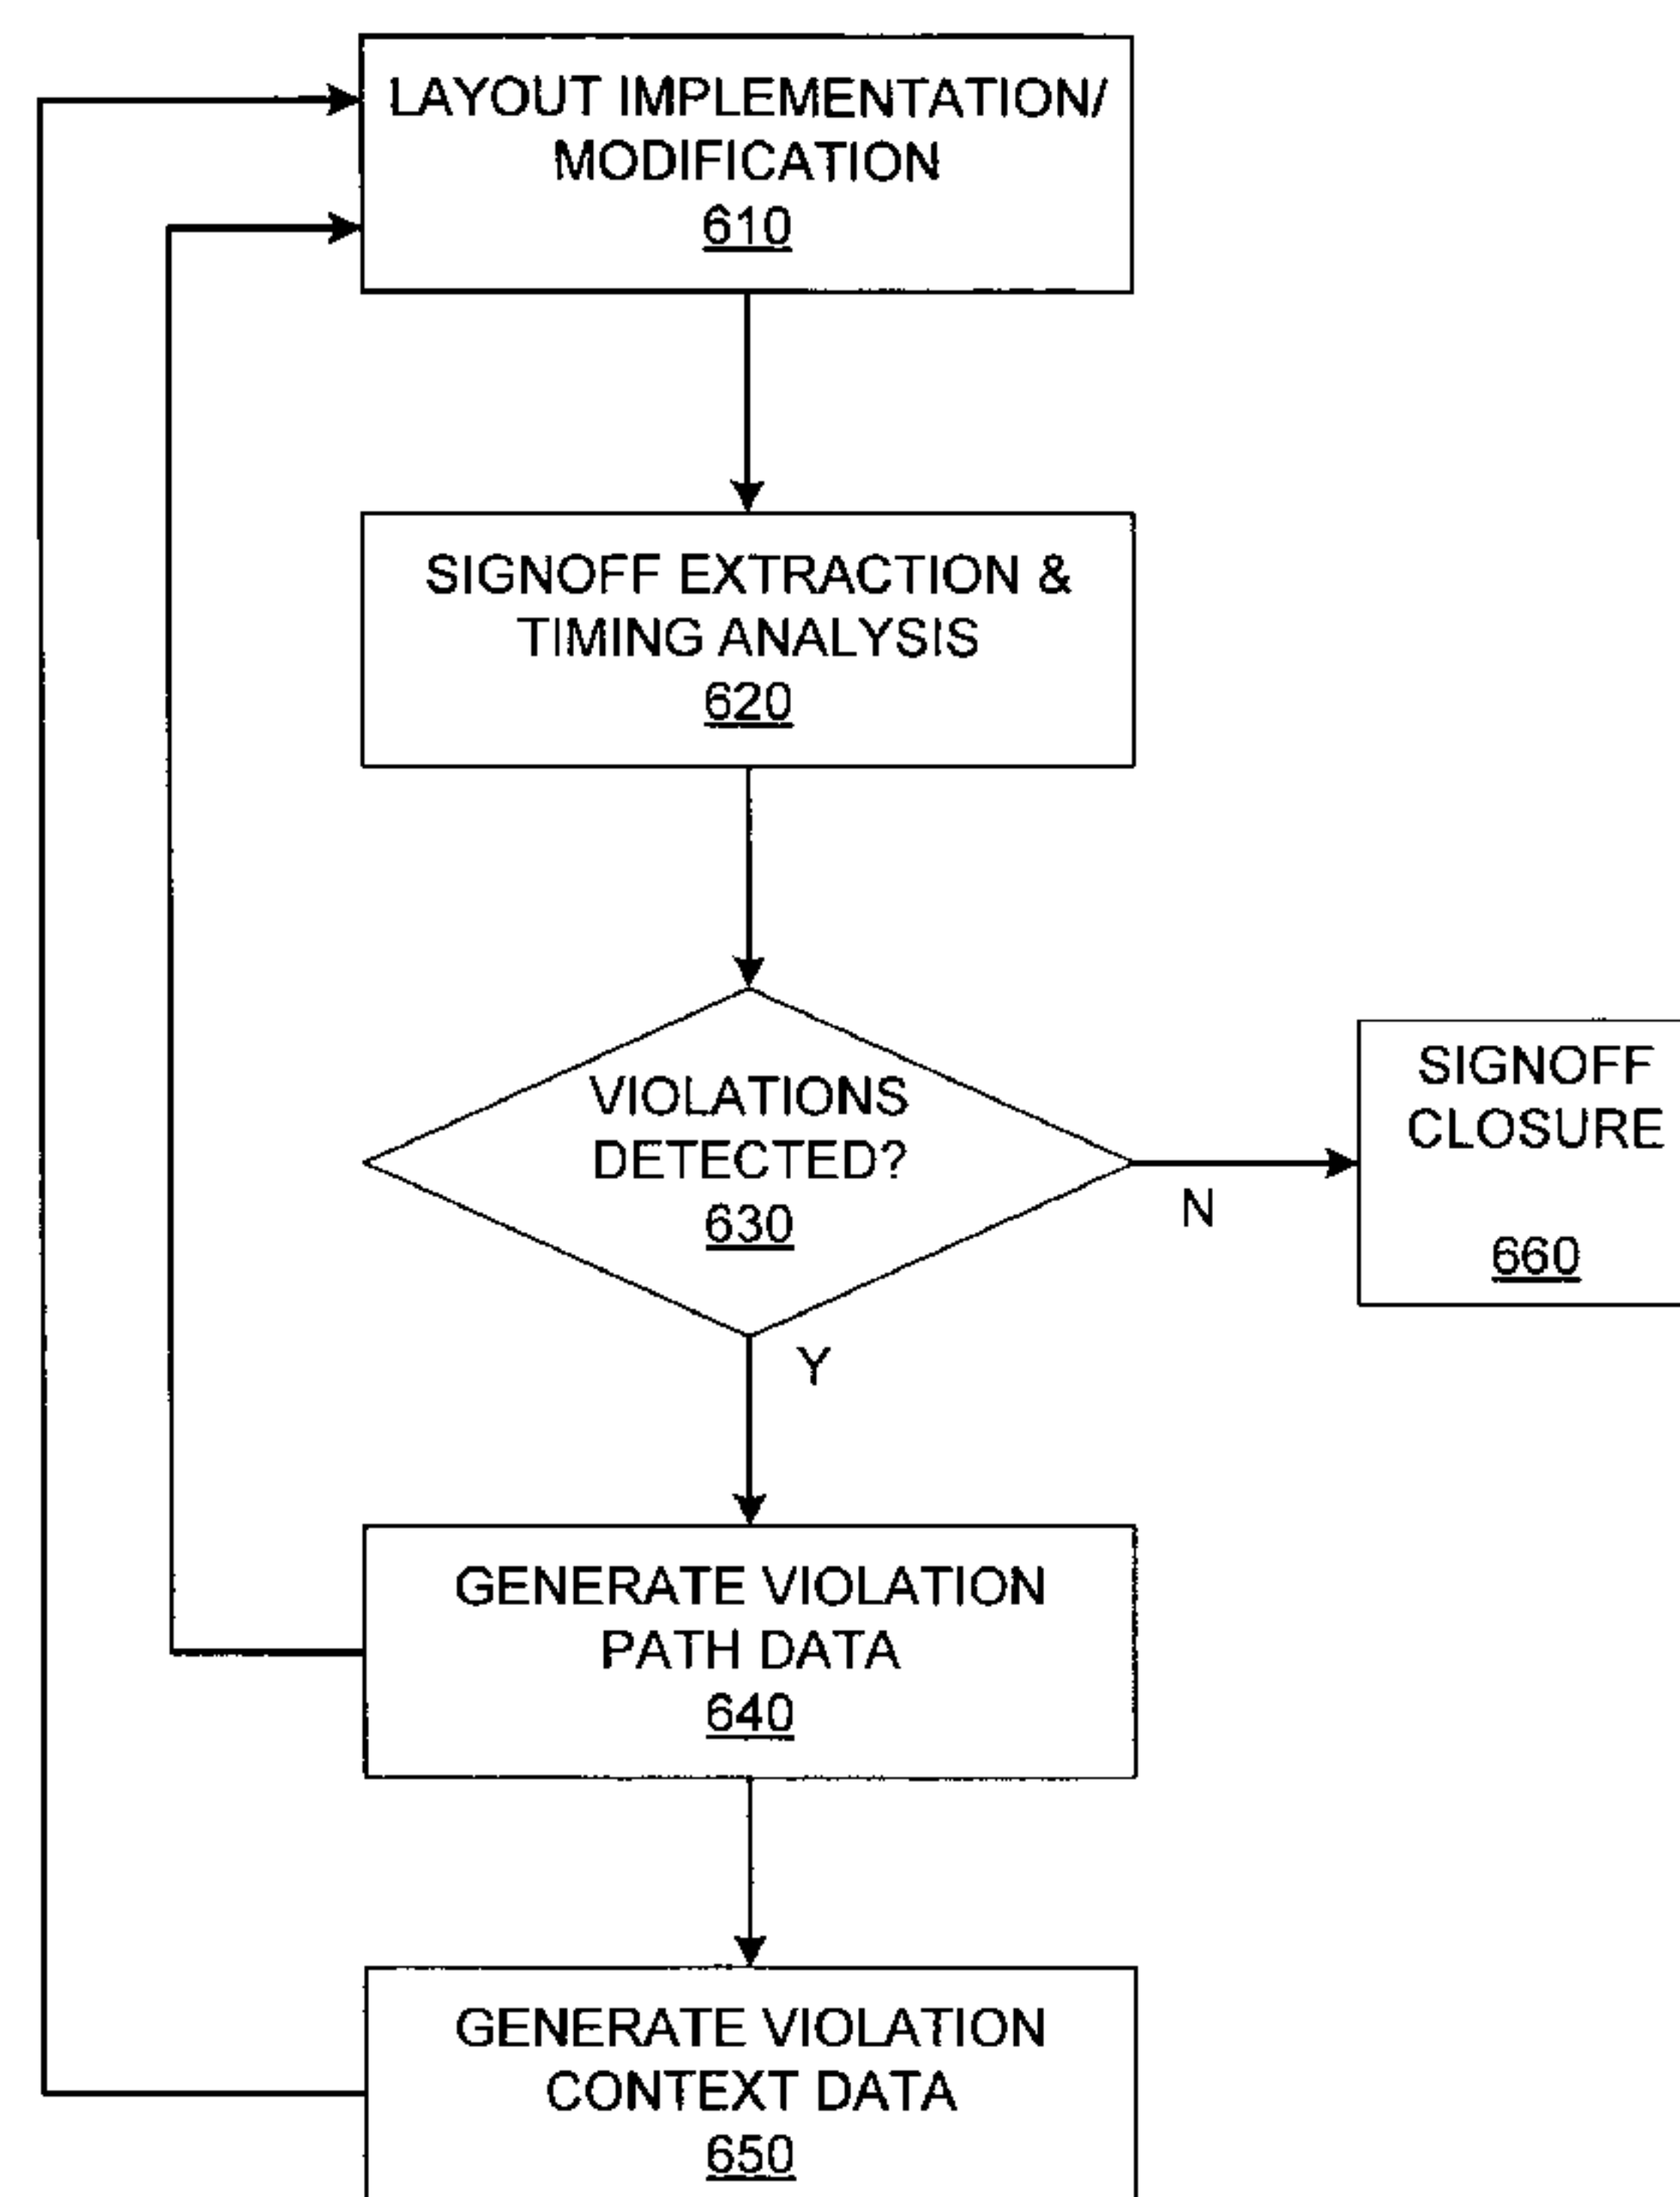 LAYOUT IMPLEMENTATION/
MODIFICATION
610
SIGNOFF EXTRACTION &
TIMING ANALYSIS
620
VIOLATIONS
DETECTED?
630
N
SIGNOFF
CLOSURE
660
Y
GENERATE VIOLATION
PATH DATA
640
GENERATE VIOLATION
CONTEXT DATA
650